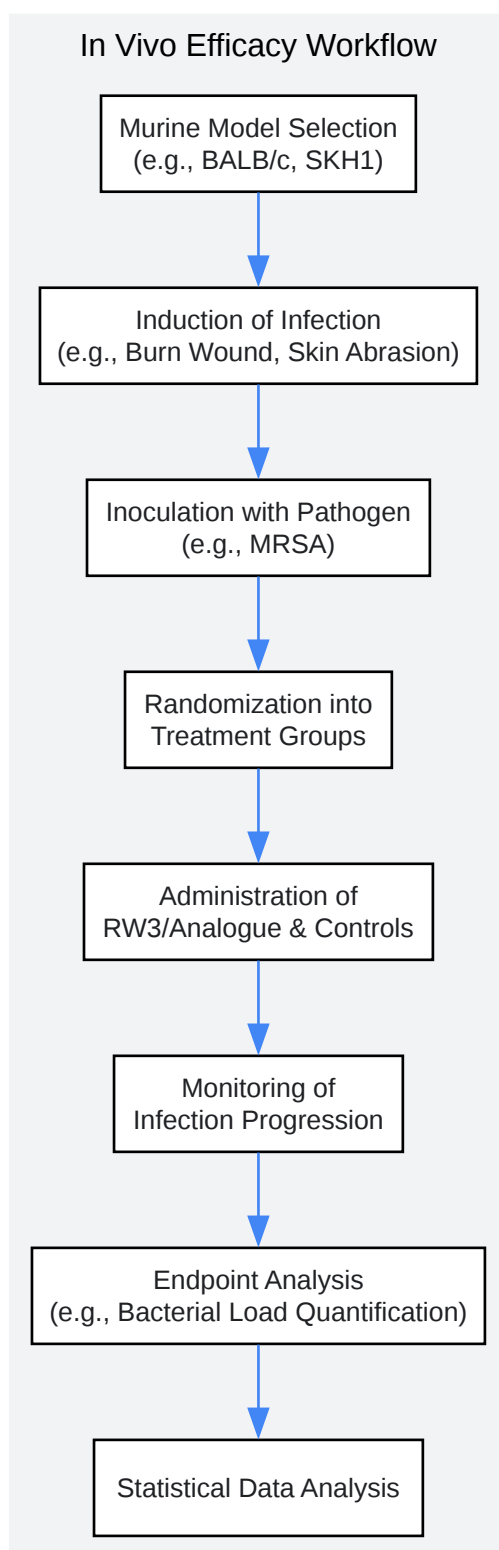 In Vivo Efficacy Workflow
Murine Model Selection
(e.g., BALB/c, SKH1)
Induction of Infection
(e.g., Burn Wound, Skin Abrasion)
Inoculation with Pathogen
(e.g., MRSA)
Randomization into
Treatment Groups
Administration of
RW3/Analogue & Controls
Monitoring of
Infection Progression
Endpoint Analysis
(e.g., Bacterial Load Quantification)
Statistical Data Analysis